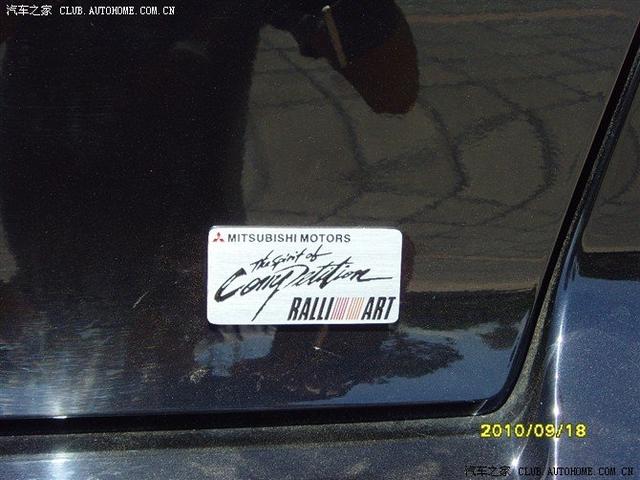 汽车之家 CLUB.AUTOHOME.COM.CN
MITSUBISHI MOTORS
The Spirit of
Competition
RALLI ART
2010/09/18
汽车之家 CLUB.AUTOHOME.COM.CN